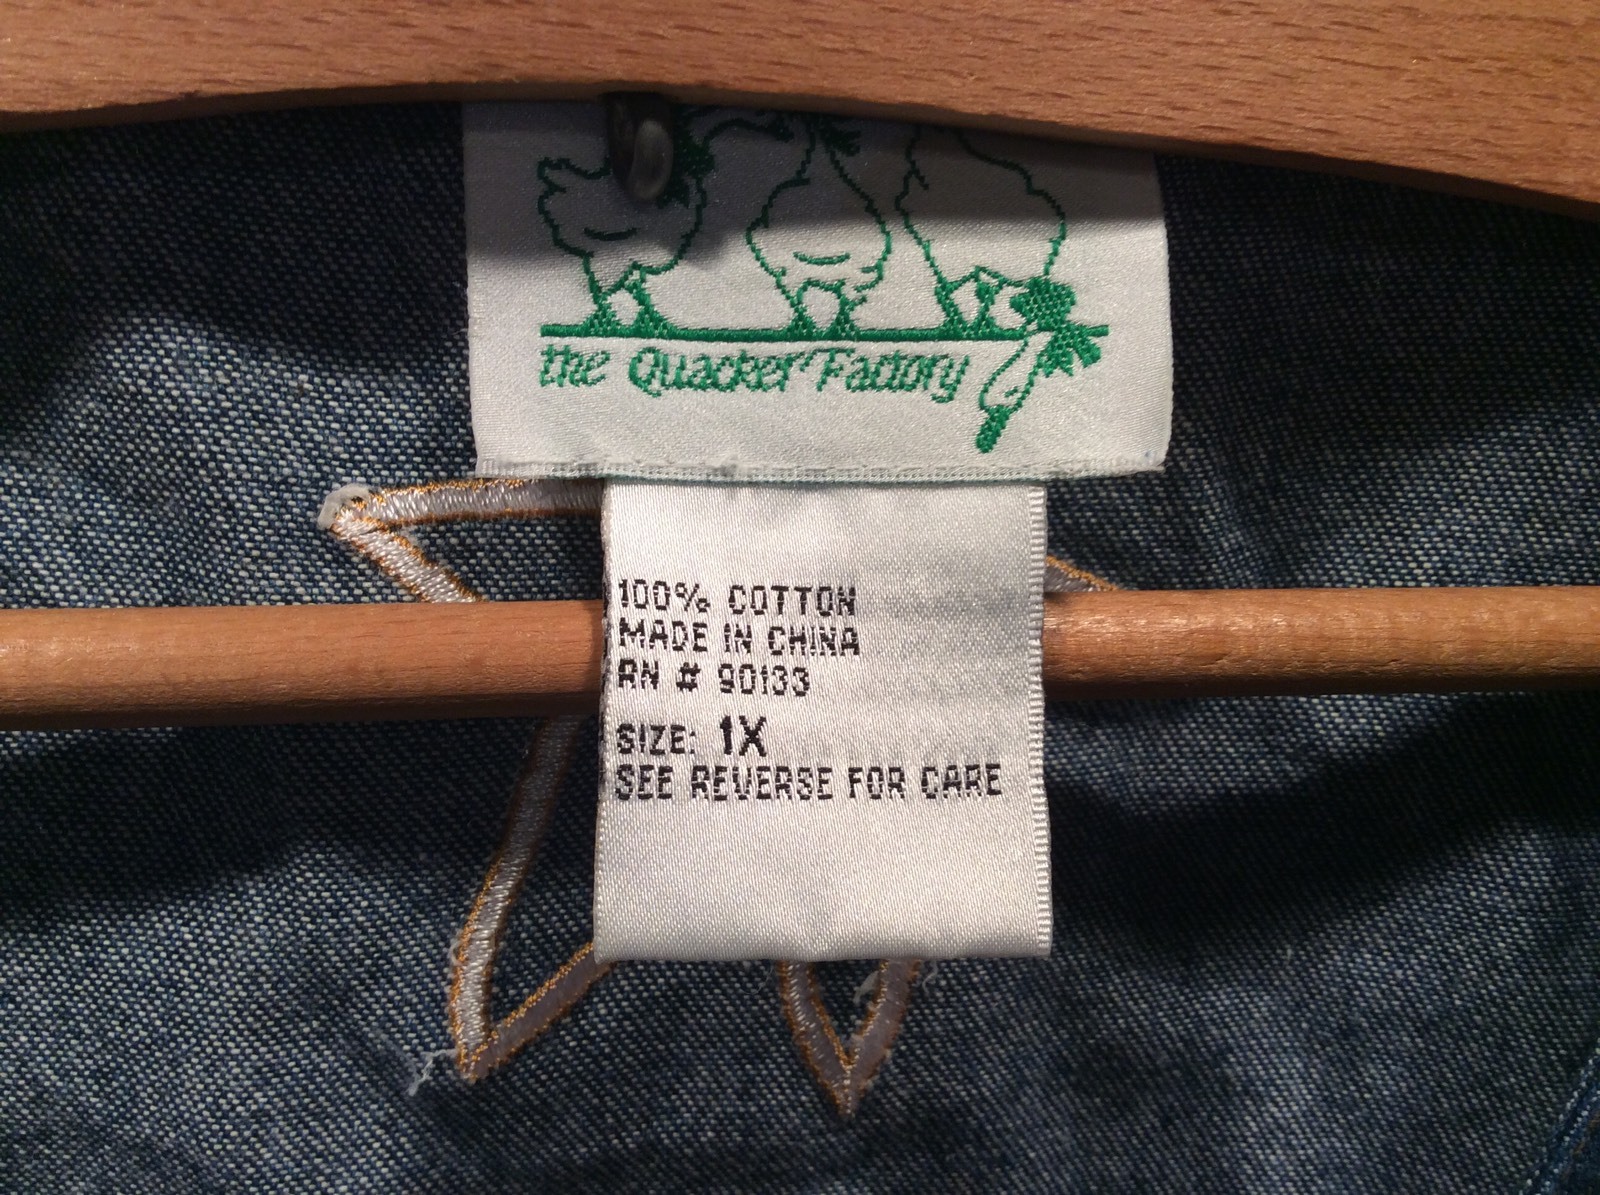 the Quacker Factory
100% COTTON
MADE IN CHINA
RN # 90133
SIZE: 1X
SEE REVERSE FOR CARE